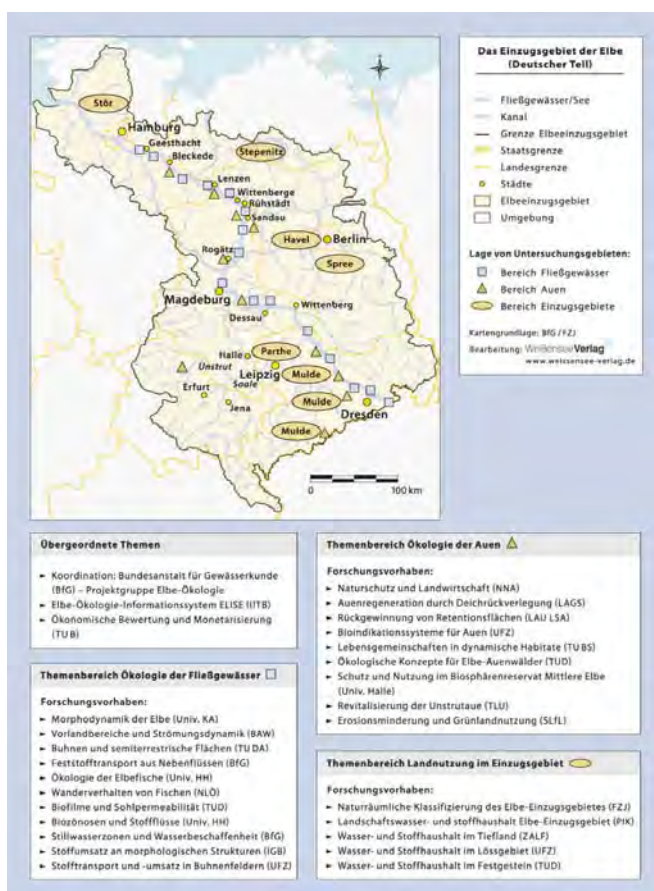 Das Einzugsgebiet der Elbe
(Deutscher Teil)
Fließgewässer/See
Kanal
Grenze Elbeeinzugsgebiet
Staatsgrenze
Landesgrenze
Städte
Elbeeinzugsgebiet
Umgebung
Lage von Untersuchungsgebieten:
Bereich Fließgewässer
Bereich Auen
Bereich Einzugsgebiete
Kartengrundlage: BfG / FZJ
Bearbeitung: WeißenseeVerlag
www.weissensee-verlag.de
Stör
Hamburg
Geesthacht
Bleckede
Stepenitz
Lenzen
Wittenberge
Rühstädt
Sandau
Havel
Berlin
Rogätz
Spree
Magdeburg
Wittenberg
Dessau
Halle
Parthe
Unstrut
Leipzig
Mulde
Saale
Erfurt
Mulde
Jena
Dresden
Mulde
0
100 km
Übergeordnete Themen
► Koordination: Bundesanstalt für Gewässerkunde
(BfG) – Projektgruppe Elbe-Ökologie
► Elbe-Ökologie-Informationssystem ELISE (IITB)
► Ökonomische Bewertung und Monetarisierung
(TU B)
Themenbereich Ökologie der Fließgewässer
Forschungsvorhaben:
► Morphodynamik der Elbe (Univ. KA)
► Vorlandbereiche und Strömungsdynamik (BAW)
► Buhnen und semiterrestrische Flächen (TU DA)
► Feststofftransport aus Nebenflüssen (BfG)
► Ökologie der Elbefische (Univ. HH)
► Wanderverhalten von Fischen (NLÖ)
► Biofilme und Sohlpermeabilität (TUD)
► Biozönosen und Stoffflüsse (Univ. HH)
► Stillwasserzonen und Wasserbeschaffenheit (BfG)
► Stoffumsatz an morphologischen Strukturen (IGB)
► Stofftransport und -umsatz in Buhnenfeldern (UFZ)
Themenbereich Ökologie der Auen
Forschungsvorhaben:
► Naturschutz und Landwirtschaft (NNA)
► Auenregeneration durch Deichrückverlegung (LAGS)
► Rückgewinnung von Retentionsflächen (LAU LSA)
► Bioindikationssysteme für Auen (UFZ)
► Lebensgemeinschaften in dynamische Habitate (TU BS)
► Ökologische Konzepte für Elbe-Auenwälder (TUD)
► Schutz und Nutzung im Biosphärenreservat Mittlere Elbe
(Univ. Halle)
► Revitalisierung der Unstrutaue (TLU)
► Erosionsminderung und Grünlandnutzung (SLfL)
Themenbereich Landnutzung im Einzugsgebiet
Forschungsvorhaben:
► Naturräumliche Klassifizierung des Elbe-Einzugsgebietes (FZJ)
► Landschaftswasser- und stoffhaushalt Elbe-Einzugsgebiet (PIK)
► Wasser- und Stoffhaushalt im Tiefland (ZALF)
► Wasser- und Stoffhaushalt im Lössgebiet (UFZ)
► Wasser- und Stoffhaushalt im Festgestein (TUD)